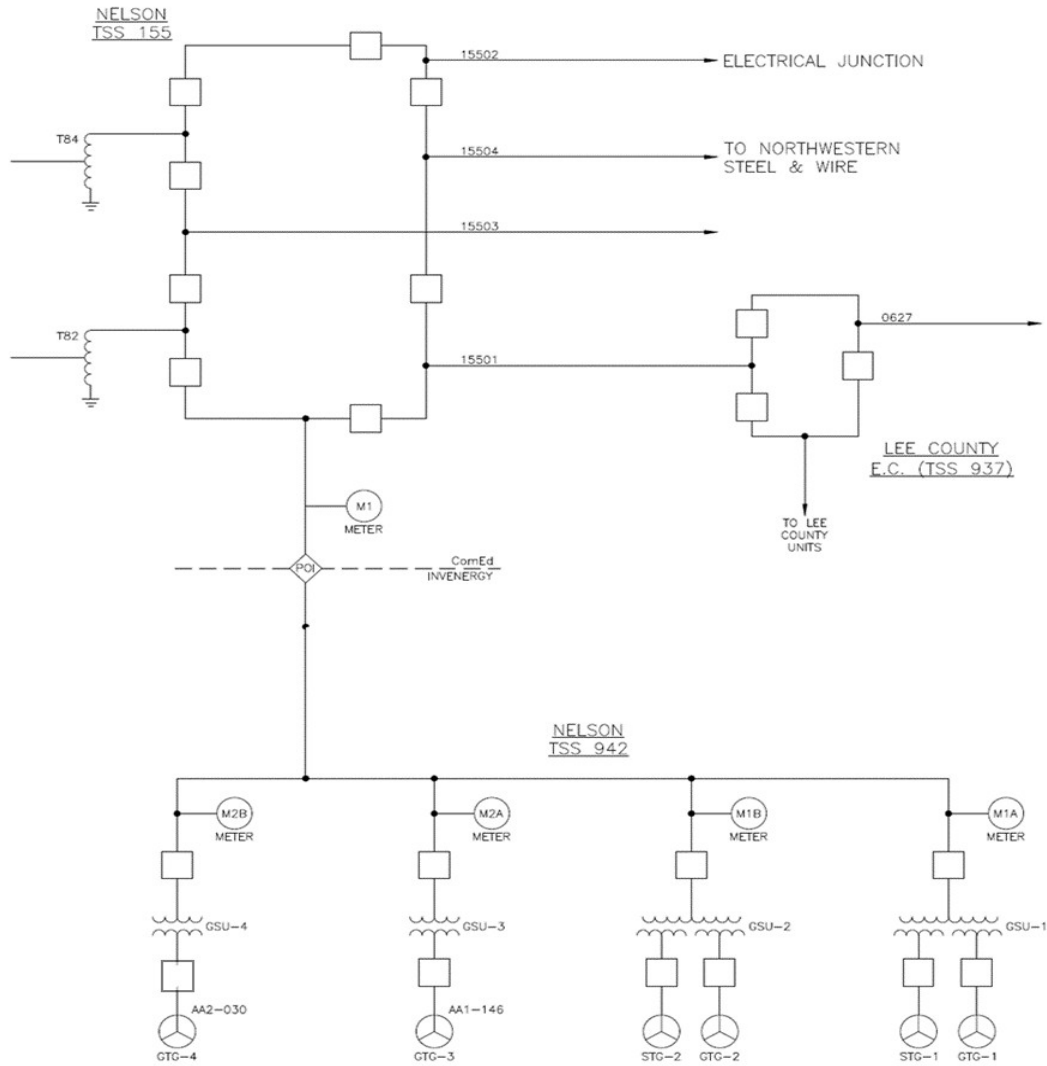 NELSON
TSS 155
15502
ELECTRICAL JUNCTION
T84
15504
TO NORTHWESTERN
STEEL & WIRE
15503
T82
0627
15501
LEE COUNTY
E.C. (TSS 937)
M1
METER
TO LEE
COUNTY
UNITS
POI
ComEd
INVENERGY
NELSON
TSS 942
M2B
METER
M2A
METER
M1B
METER
M1A
METER
GSU-4
GSU-3
GSU-2
GSU-1
AA2-030
AA1-146
GTG-4
GTG-3
STG-2
GTG-2
STG-1
GTG-1